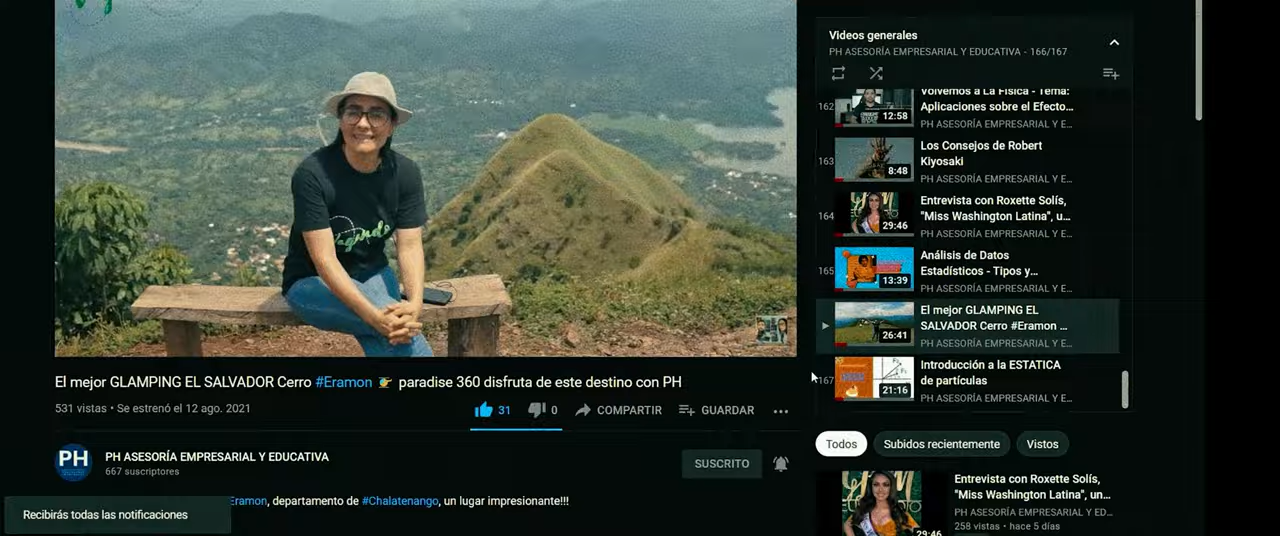 Videos generales
PH ASESORÍA EMPRESARIAL Y EDUCATIVA - 166/167
162
12:58
Volvemos a La Física - Tema:
Aplicaciones sobre el Efecto...
PH ASESORÍA EMPRESARIAL Y E...
163
8:48
Los Consejos de Robert
Kiyosaki
PH ASESORÍA EMPRESARIAL Y E...
164
29:46
Entrevista con Roxette Solís,
"Miss Washington Latina", u...
PH ASESORÍA EMPRESARIAL Y E...
165
13:39
Análisis de Datos
Estadísticos - Tipos y...
PH ASESORÍA EMPRESARIAL Y E...
26:41
El mejor GLAMPING EL
SALVADOR Cerro #Eramon ...
PH ASESORÍA EMPRESARIAL Y E...
167
21:16
Introducción a la ESTATICA
de partículas
PH ASESORÍA EMPRESARIAL Y E...
El mejor GLAMPING EL SALVADOR Cerro #Eramon paradise 360 disfruta de este destino con PH
531 vistas • Se estrenó el 12 ago. 2021
31
0
COMPARTIR
GUARDAR
PH
PH ASESORÍA EMPRESARIAL Y EDUCATIVA
667 suscriptores
SUSCRITO
Eramon, departamento de #Chalatenango, un lugar impresionante!!!
Recibirás todas las notificaciones
Todos
Subidos recientemente
Vistos
29:46
Entrevista con Roxette Solís,
"Miss Washington Latina", un...
PH ASESORÍA EMPRESARIAL Y ED...
258 vistas • hace 5 días